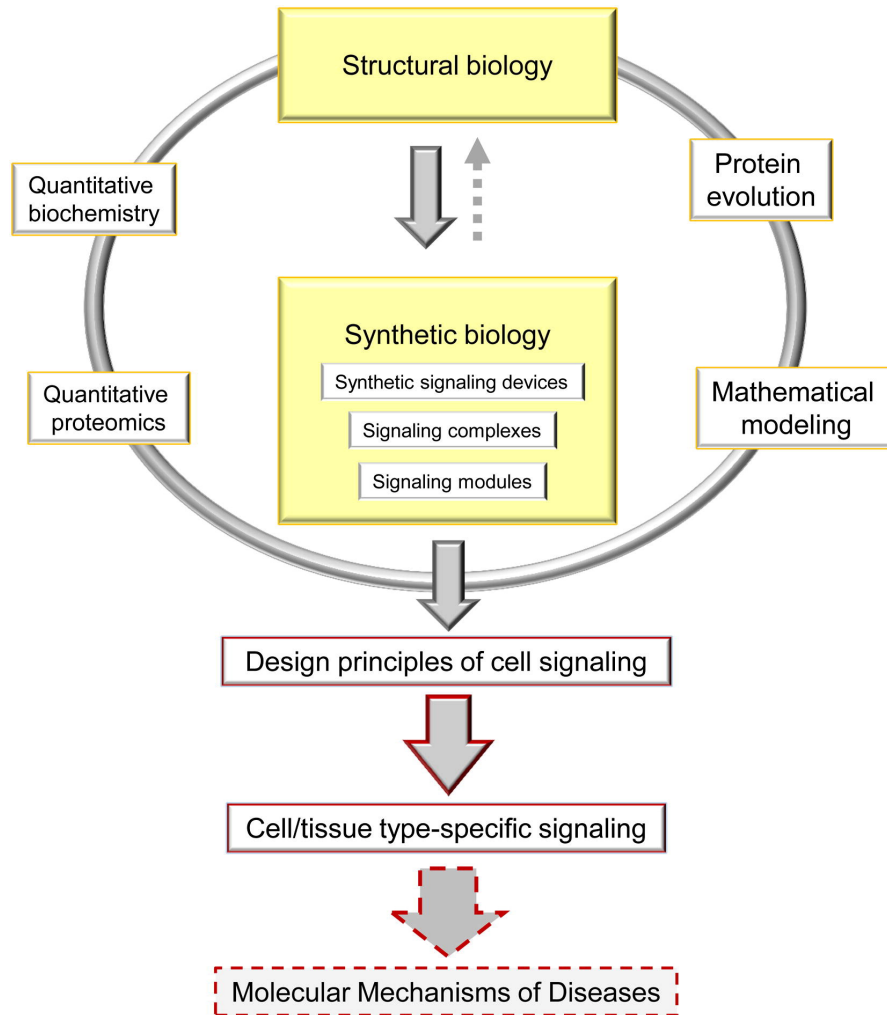 Structural biology
Quantitative
biochemistry
Protein
evolution
Synthetic biology
Synthetic signaling devices
Signaling complexes
Signaling modules
Quantitative
proteomics
Mathematical
modeling
Design principles of cell signaling
Cell/tissue type-specific signaling
Molecular Mechanisms of Diseases